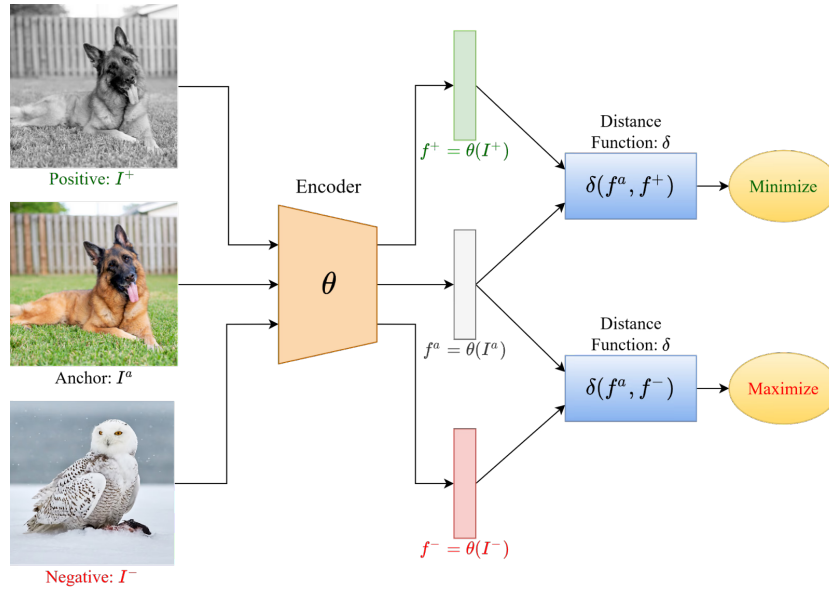 Positive: I⁺
Encoder
θ
Anchor: Iᵃ
Negative: I⁻
f⁺ = θ(I⁺)
fᵃ = θ(Iᵃ)
f⁻ = θ(I⁻)
Distance
Function: δ
δ(fᵃ, f⁺)
Minimize
Distance
Function: δ
δ(fᵃ, f⁻)
Maximize